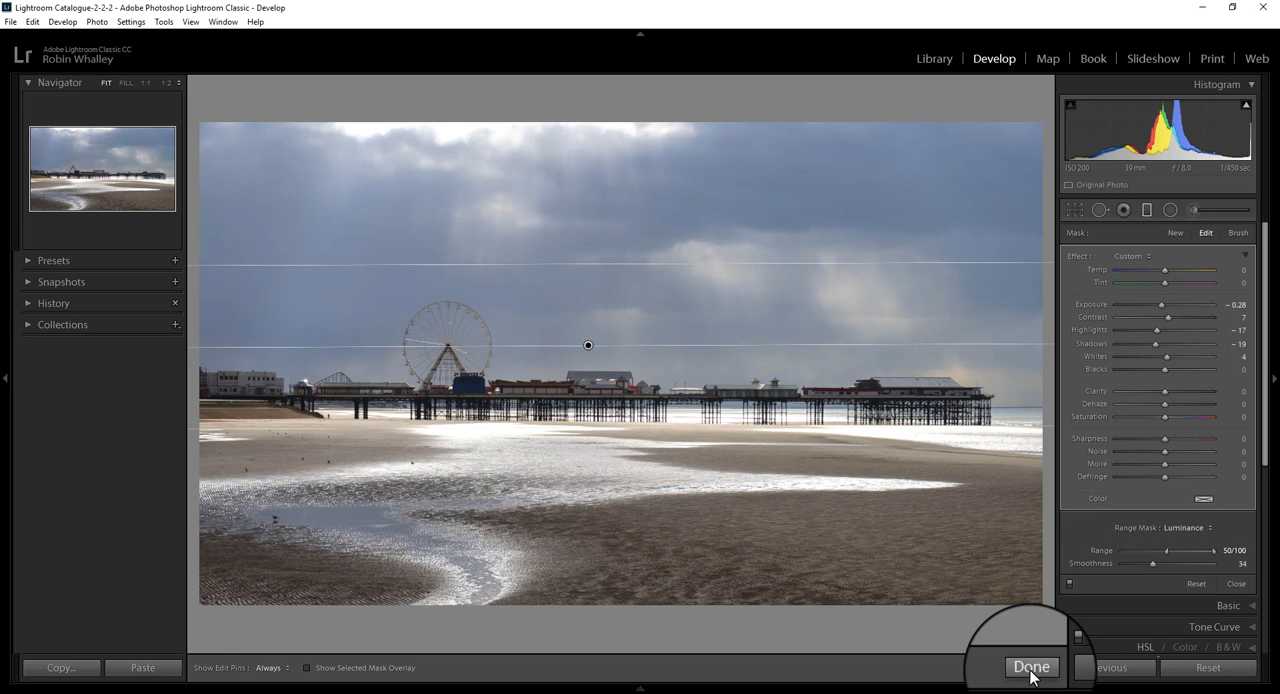 Lightroom Catalogue-2-2-2 - Adobe Photoshop Lightroom Classic - Develop
File Edit Develop Photo Settings Tools View Window Help
Lr Adobe Lightroom Classic CC
Robin Whalley
Library | Develop | Map | Book | Slideshow | Print | Web
Navigator FIT FILL 1:1 1:2
Histogram
ISO 200 39 mm ƒ / 8.0 1/450 sec
Original Photo
Mask : New Edit Brush
Effect : Custom
Temp 0
Tint 0
Exposure – 0.28
Contrast 7
Highlights – 17
Shadows – 19
Whites 4
Blacks 0
Clarity 0
Dehaze 0
Saturation 0
Sharpness 0
Noise 0
Moire 0
Defringe 0
Color
Range Mask : Luminance
Range 50/100
Smoothness 34
Reset Close
Basic
Tone Curve
HSL / Color / B & W
Presets
Snapshots
History
Collections
Copy... Paste
Show Edit Pins : Always Show Selected Mask Overlay
Done
evious Reset